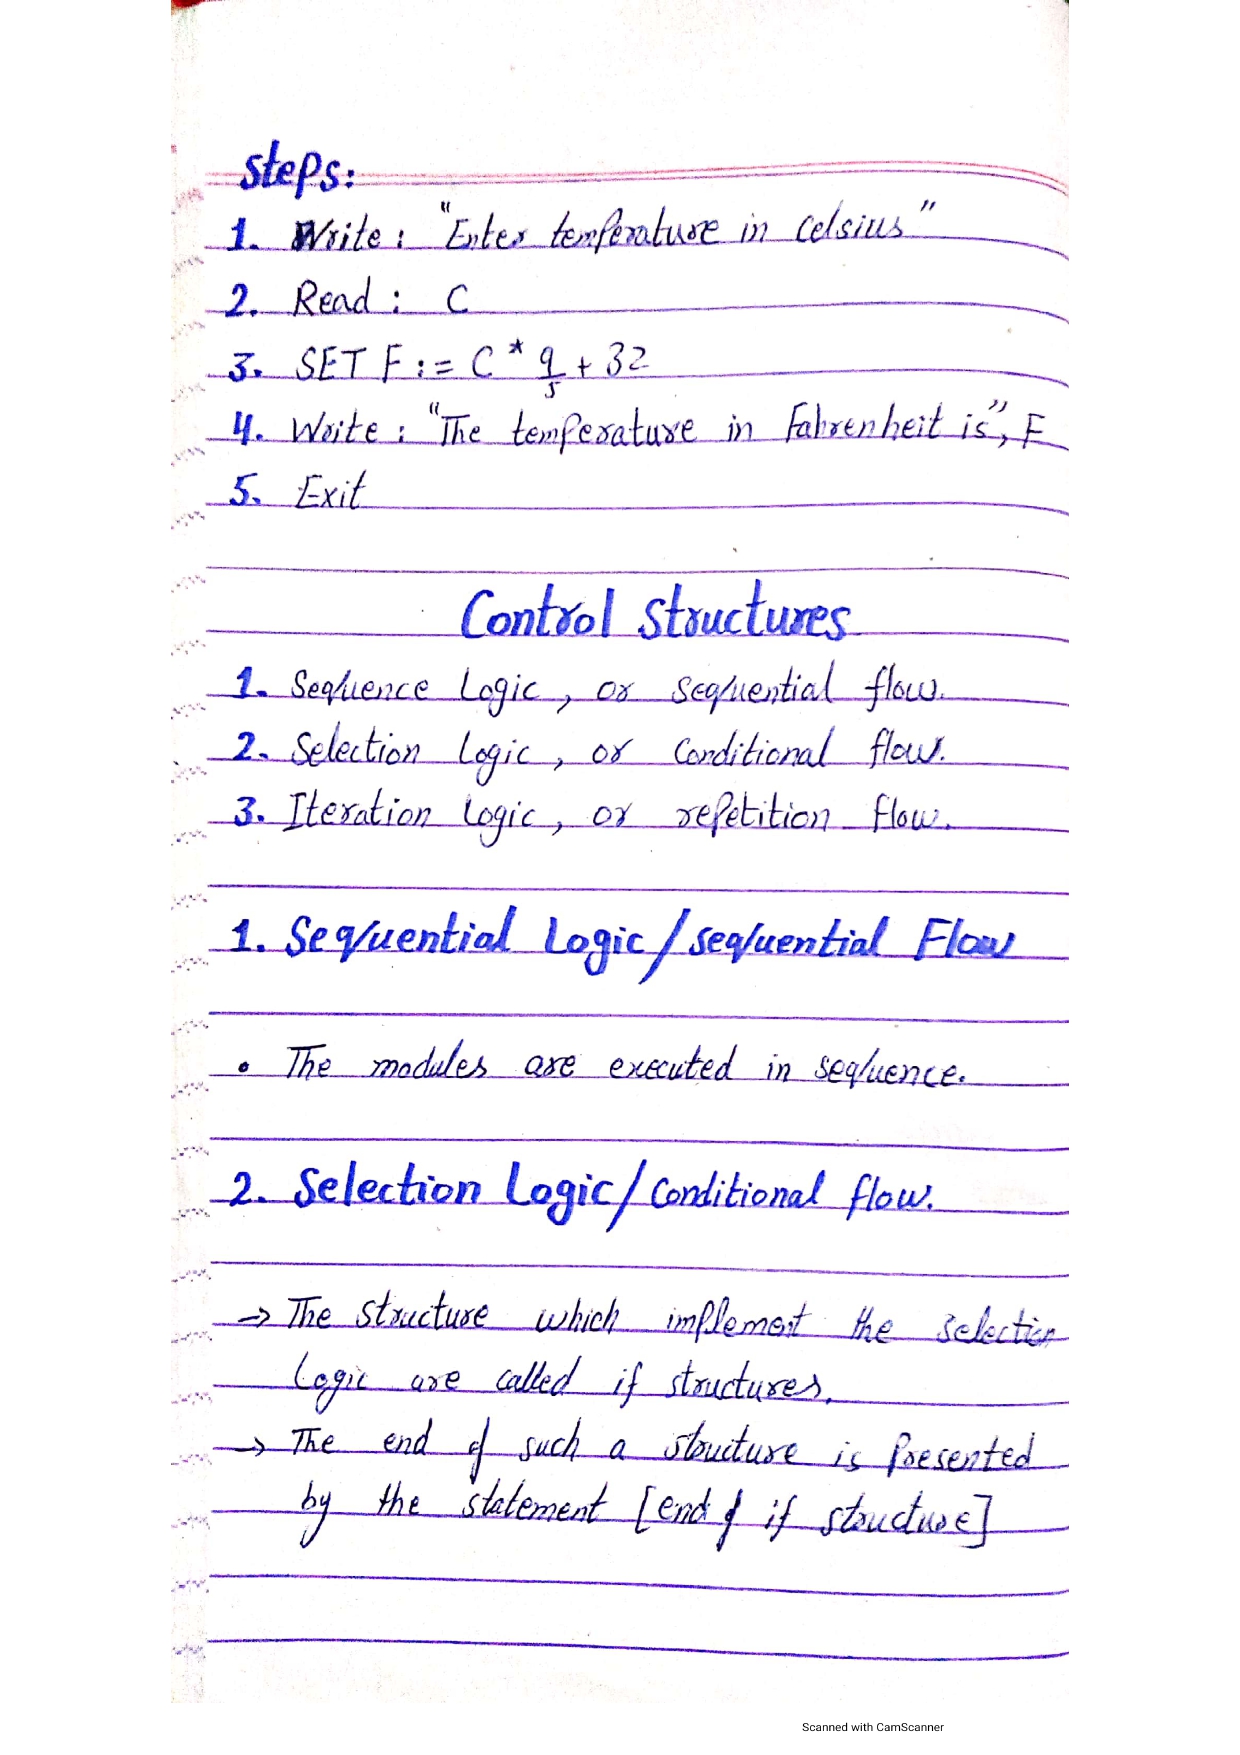 Steps:
1. Write : "Enter temperature in celsius"
2. Read : C
3. SET F := C * 9/5 + 32
4. Write : "The temperature in Fahrenheit is", F
5. Exit
Control Structures
1. Sequence Logic, or sequential flow.
2. Selection Logic, or Conditional flow.
3. Iteration Logic, or repetition flow.
1. Sequential Logic/sequential Flow
• The modules are executed in sequence.
2. Selection Logic/Conditional flow.
→ The structure which implement the selection
Logic are called if structures.
→ The end of such a structure is Presented
by the statement [end of if structure]
Scanned with CamScanner